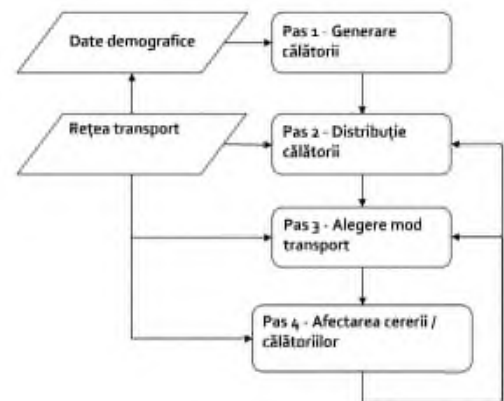 Date demografice
Pas 1 - Generare
călătorii
Rețea transport
Pas 2 - Distribuție
călătorii
Pas 3 - Alegere mod
transport
Pas 4 - Afectarea cererii /
călătoriilor